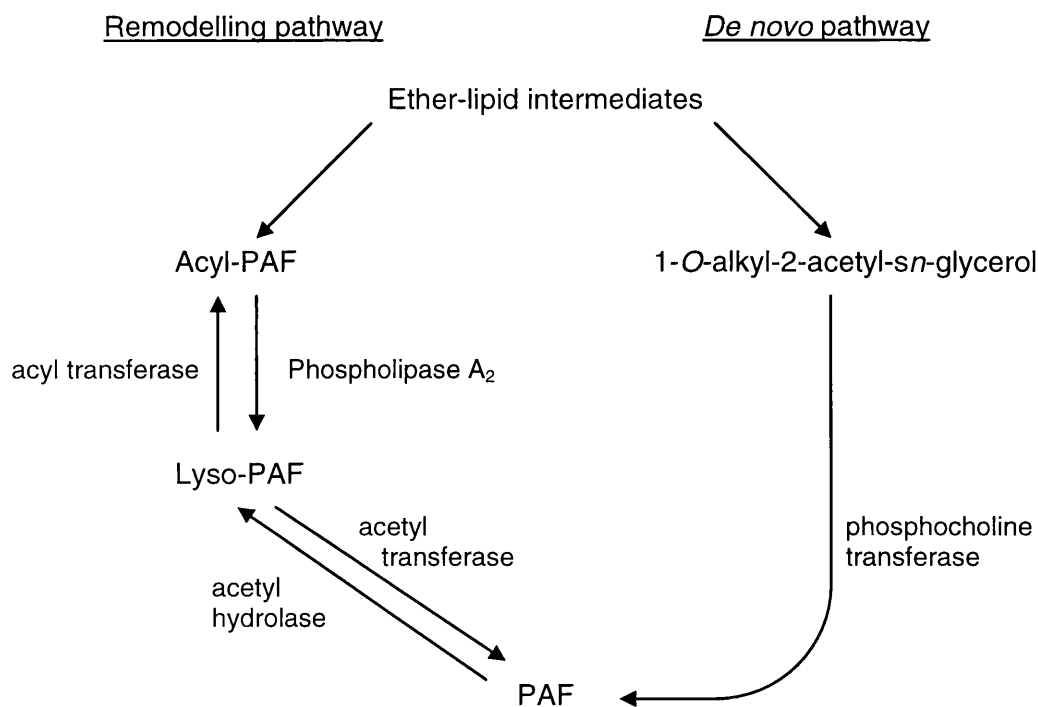 Remodelling pathway
De novo pathway
Ether-lipid intermediates
Acyl-PAF
1-O-alkyl-2-acetyl-sn-glycerol
acyl transferase
Phospholipase A₂
Lyso-PAF
acetyl
transferase
phosphocholine
transferase
acetyl
hydrolase
PAF